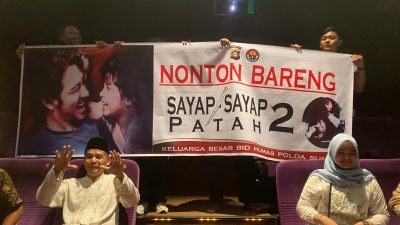 NONTON BARENG
SAYAP SAYAP
PATAH 2
KELUARGA BESAR BID HUMAS POLDA